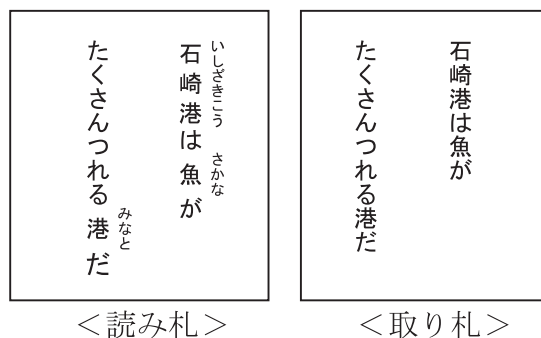 いしざきこう さかな
石崎港は魚が
たくさんつれる港だ
みなと
＜読み札＞
石崎港は魚が
たくさんつれる港だ
＜取り札＞